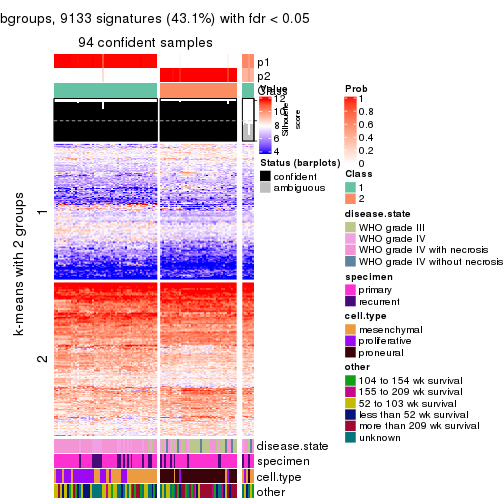 bgroups, 9133 signatures (43.1%) with fdr < 0.05
94 confident samples
p1
p2
Class
Silhouette score
k-means with 2 groups
1
2
Value
12
10
8
6
4
Status (barplots)
confident
ambiguous
Prob
1
0.8
0.6
0.4
0.2
0
Class
1
2
disease.state
WHO grade III
WHO grade IV
WHO grade IV with necrosis
WHO grade IV without necrosis
specimen
primary
recurrent
cell.type
mesenchymal
proliferative
proneural
other
104 to 154 wk survival
155 to 209 wk survival
52 to 103 wk survival
less than 52 wk survival
more than 209 wk survival
unknown
disease.state
specimen
cell.type
other